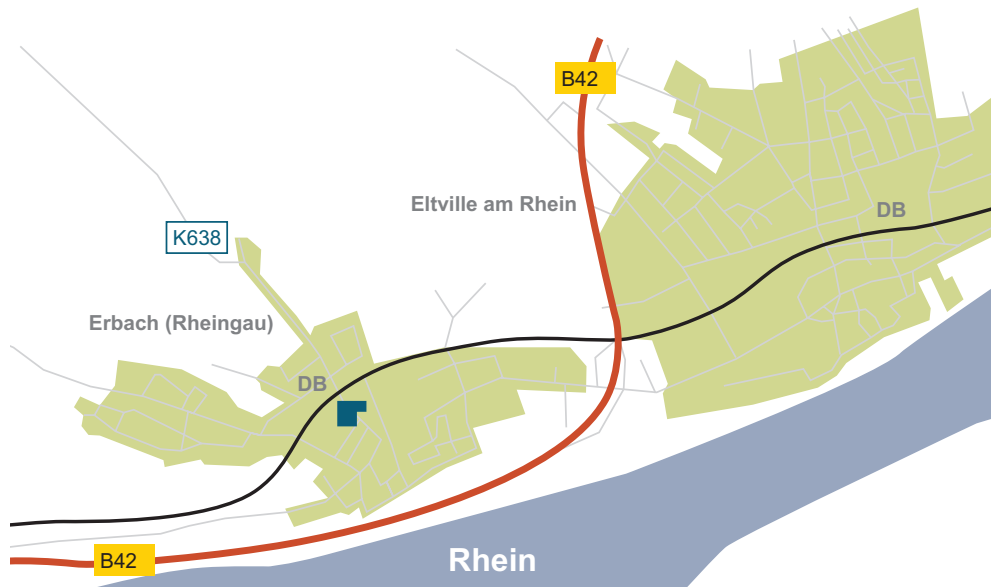 B42
Eltville am Rhein
DB
K638
Erbach (Rheingau)
DB
B42
Rhein